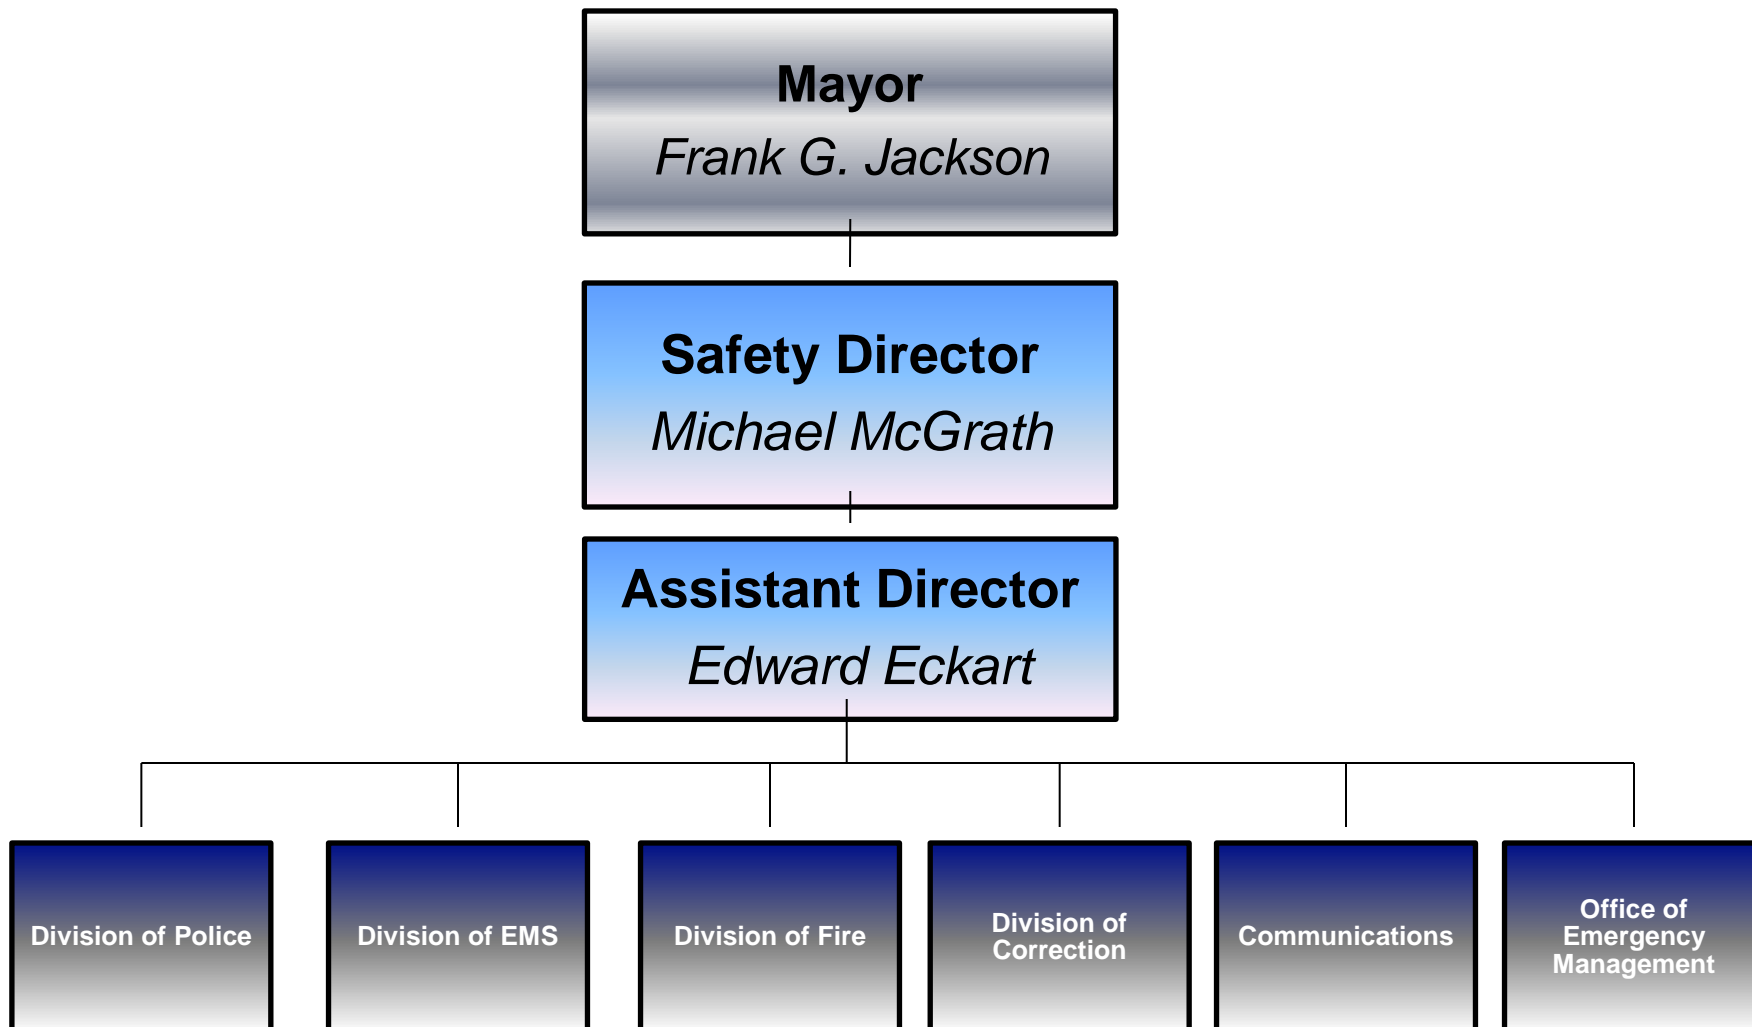 Mayor
Frank G. Jackson
Safety Director
Michael McGrath
Assistant Director
Edward Eckart
Division of Police
Division of EMS
Division of Fire
Division of
Correction
Communications
Office of
Emergency
Management